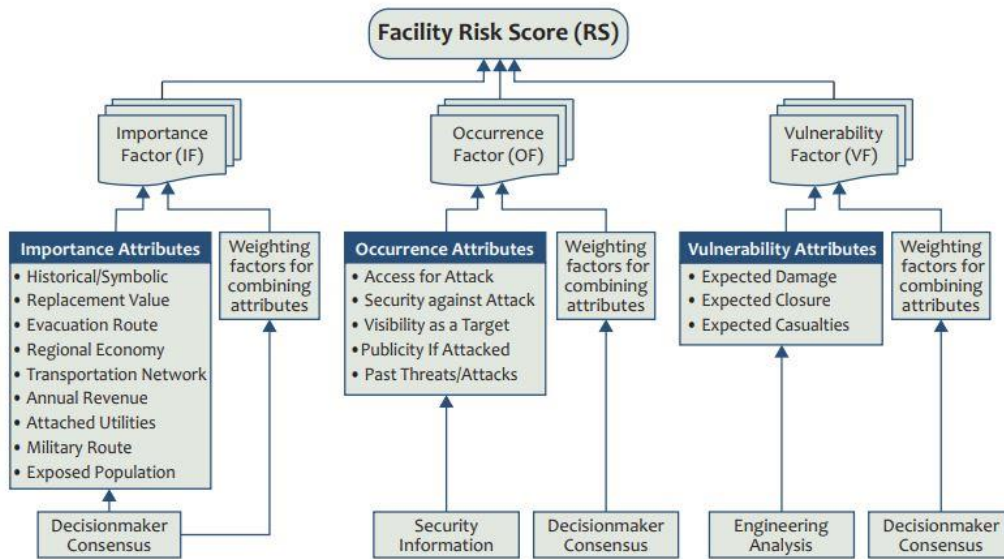 Facility Risk Score (RS)
Importance
Factor (IF)
Occurrence
Factor (OF)
Vulnerability
Factor (VF)
Importance Attributes
• Historical/Symbolic
• Replacement Value
• Evacuation Route
• Regional Economy
• Transportation Network
• Annual Revenue
• Attached Utilities
• Military Route
• Exposed Population
Weighting
factors for
combining
attributes
Occurrence Attributes
• Access for Attack
• Security against Attack
• Visibility as a Target
• Publicity If Attacked
• Past Threats/Attacks
Weighting
factors for
combining
attributes
Vulnerability Attributes
• Expected Damage
• Expected Closure
• Expected Casualties
Weighting
factors for
combining
attributes
Decisionmaker
Consensus
Security
Information
Decisionmaker
Consensus
Engineering
Analysis
Decisionmaker
Consensus